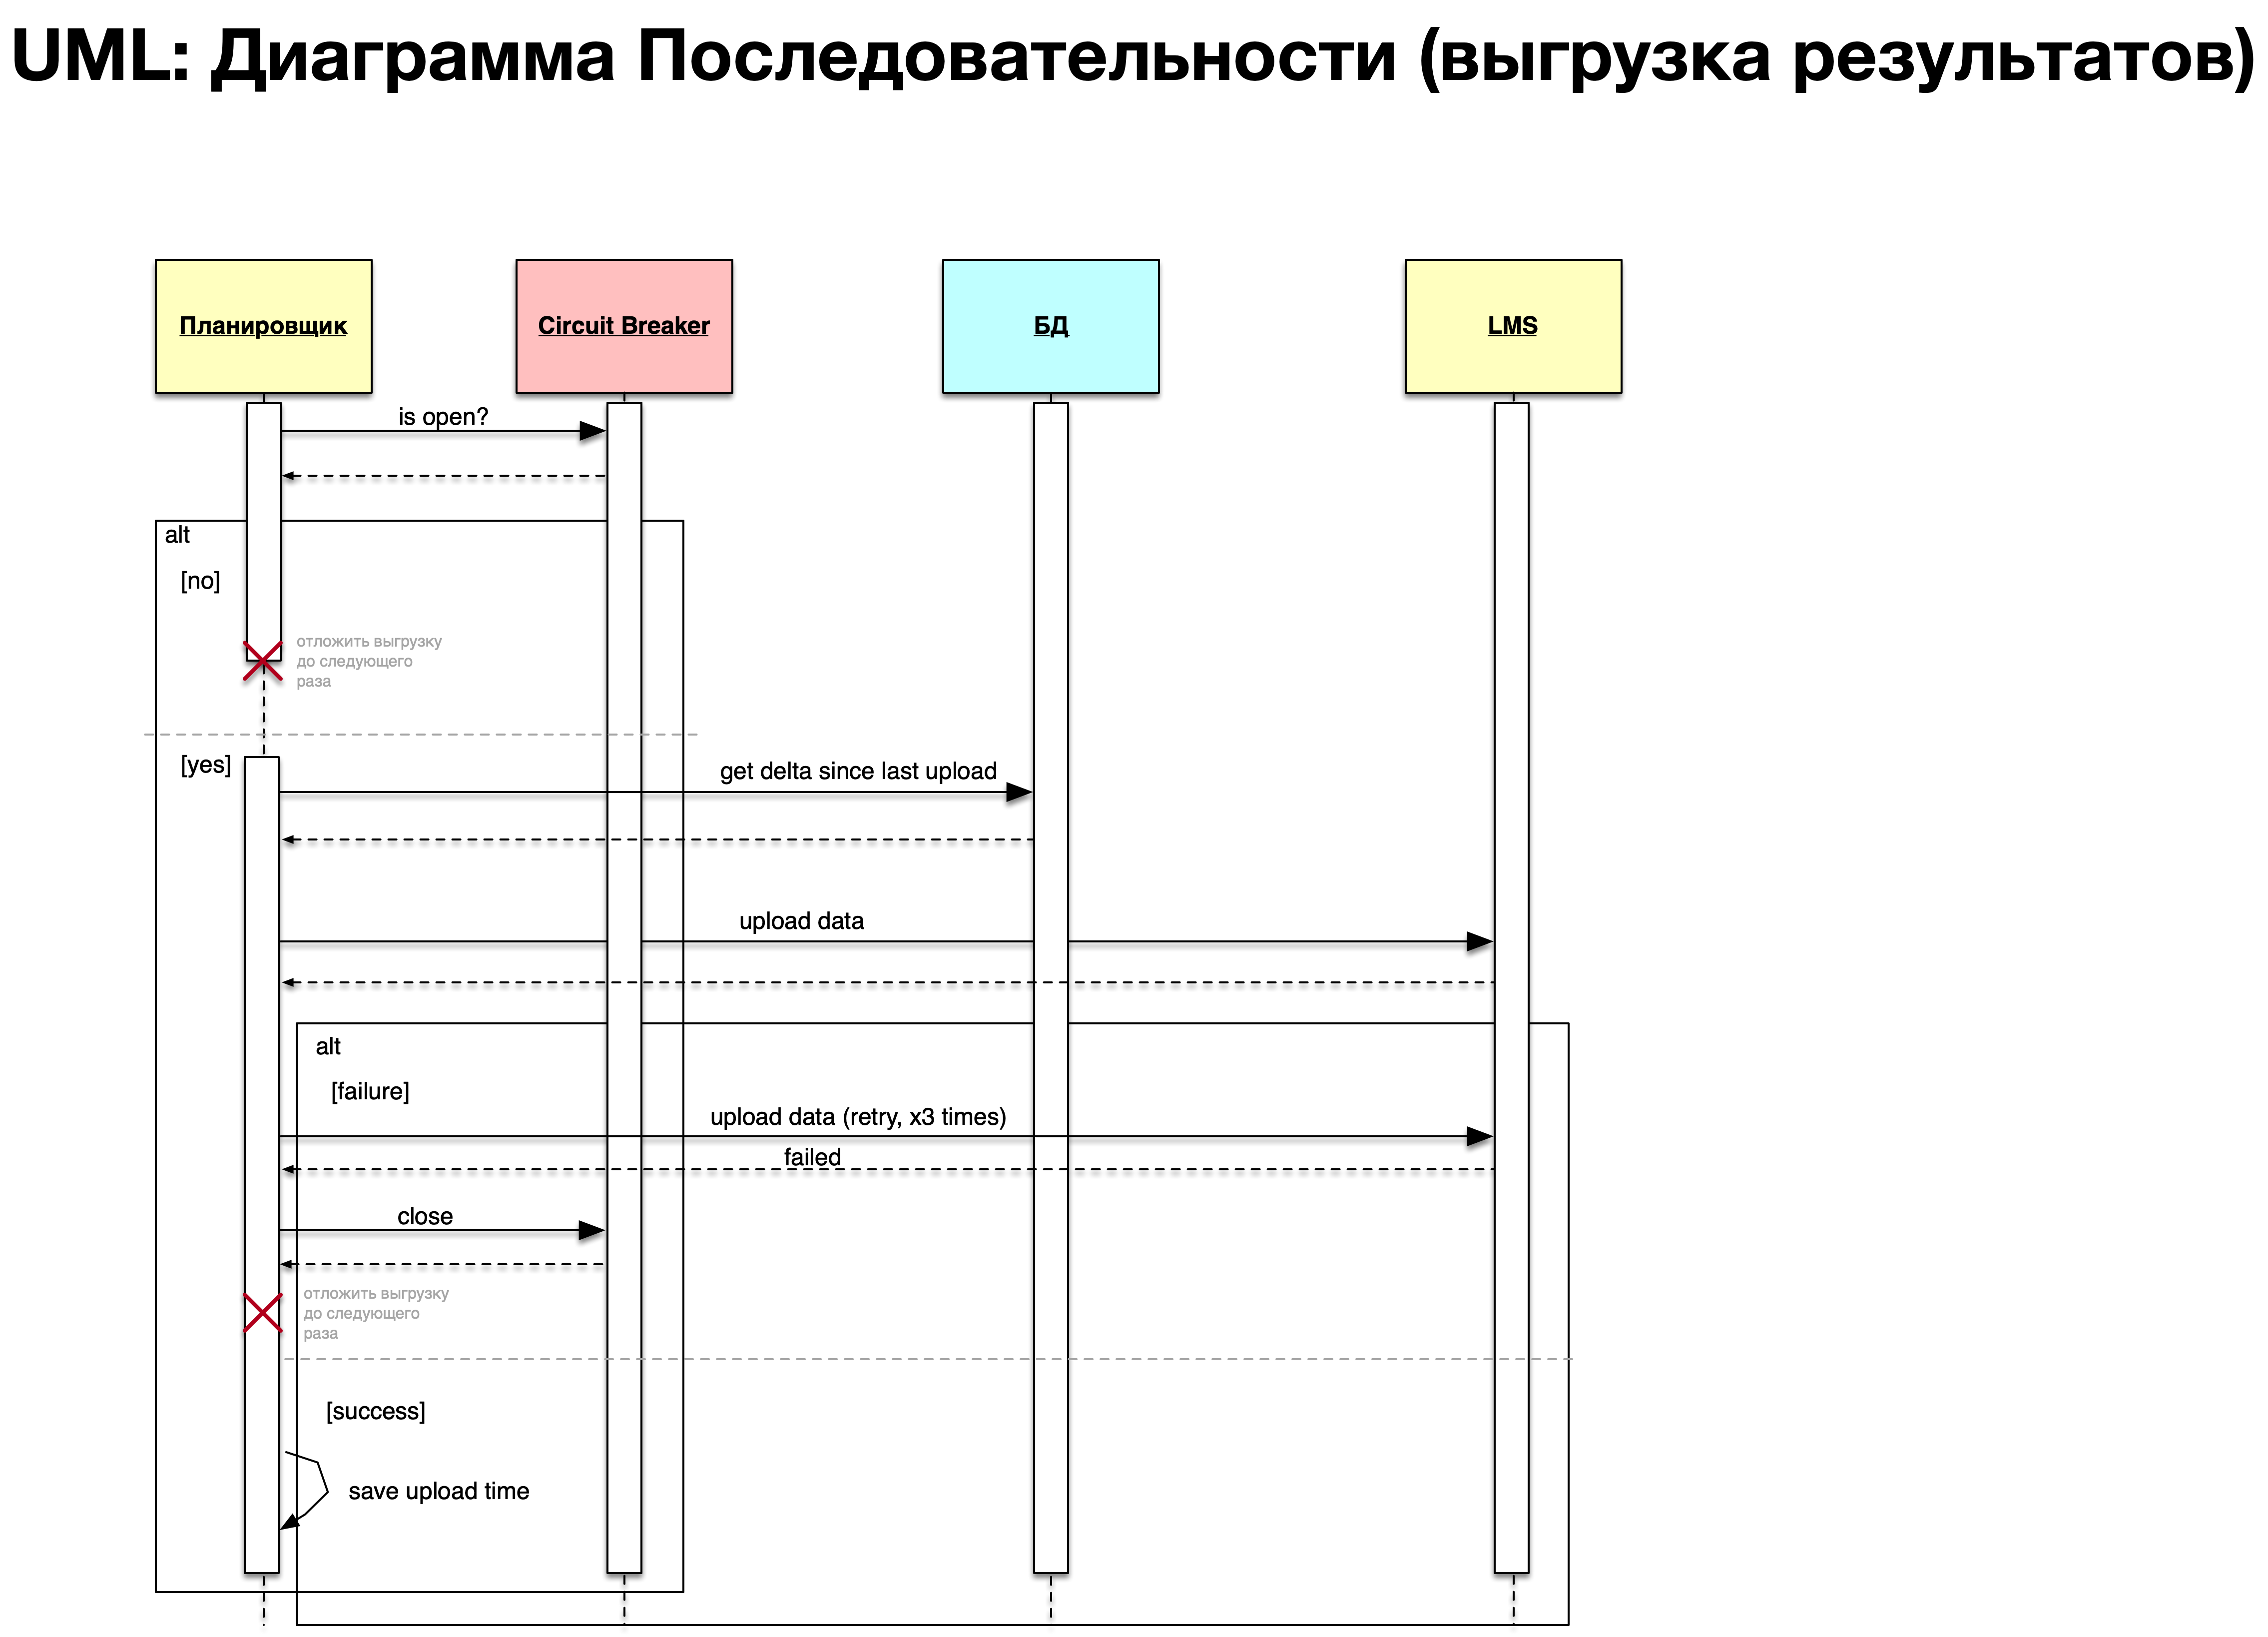 UML: Диаграмма Последовательности (выгрузка результатов)
Планировщик
Circuit Breaker
БД
LMS
is open?
alt
[no]
отложить выгрузку
до следующего
раза
[yes]
get delta since last upload
upload data
alt
[failure]
upload data (retry, x3 times)
failed
close
отложить выгрузку
до следующего
раза
[success]
save upload time